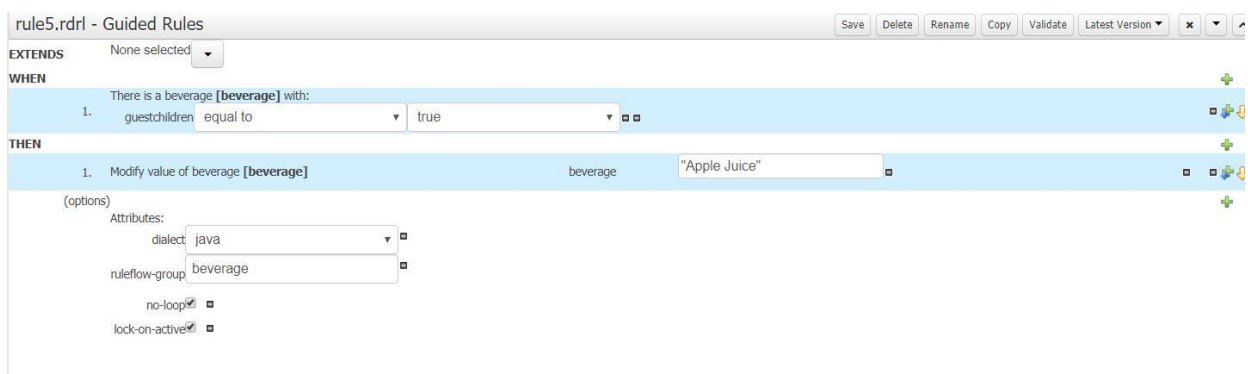 rule5.rdrl - Guided Rules Save Delete Rename Copy Validate Latest Version
EXTENDS None selected
WHEN
There is a beverage [beverage] with:
1. guestchildren equal to true
THEN
1. Modify value of beverage [beverage] beverage "Apple Juice"
(options)
Attributes:
dialect java
ruleflow-group beverage
no-loop
lock-on-active